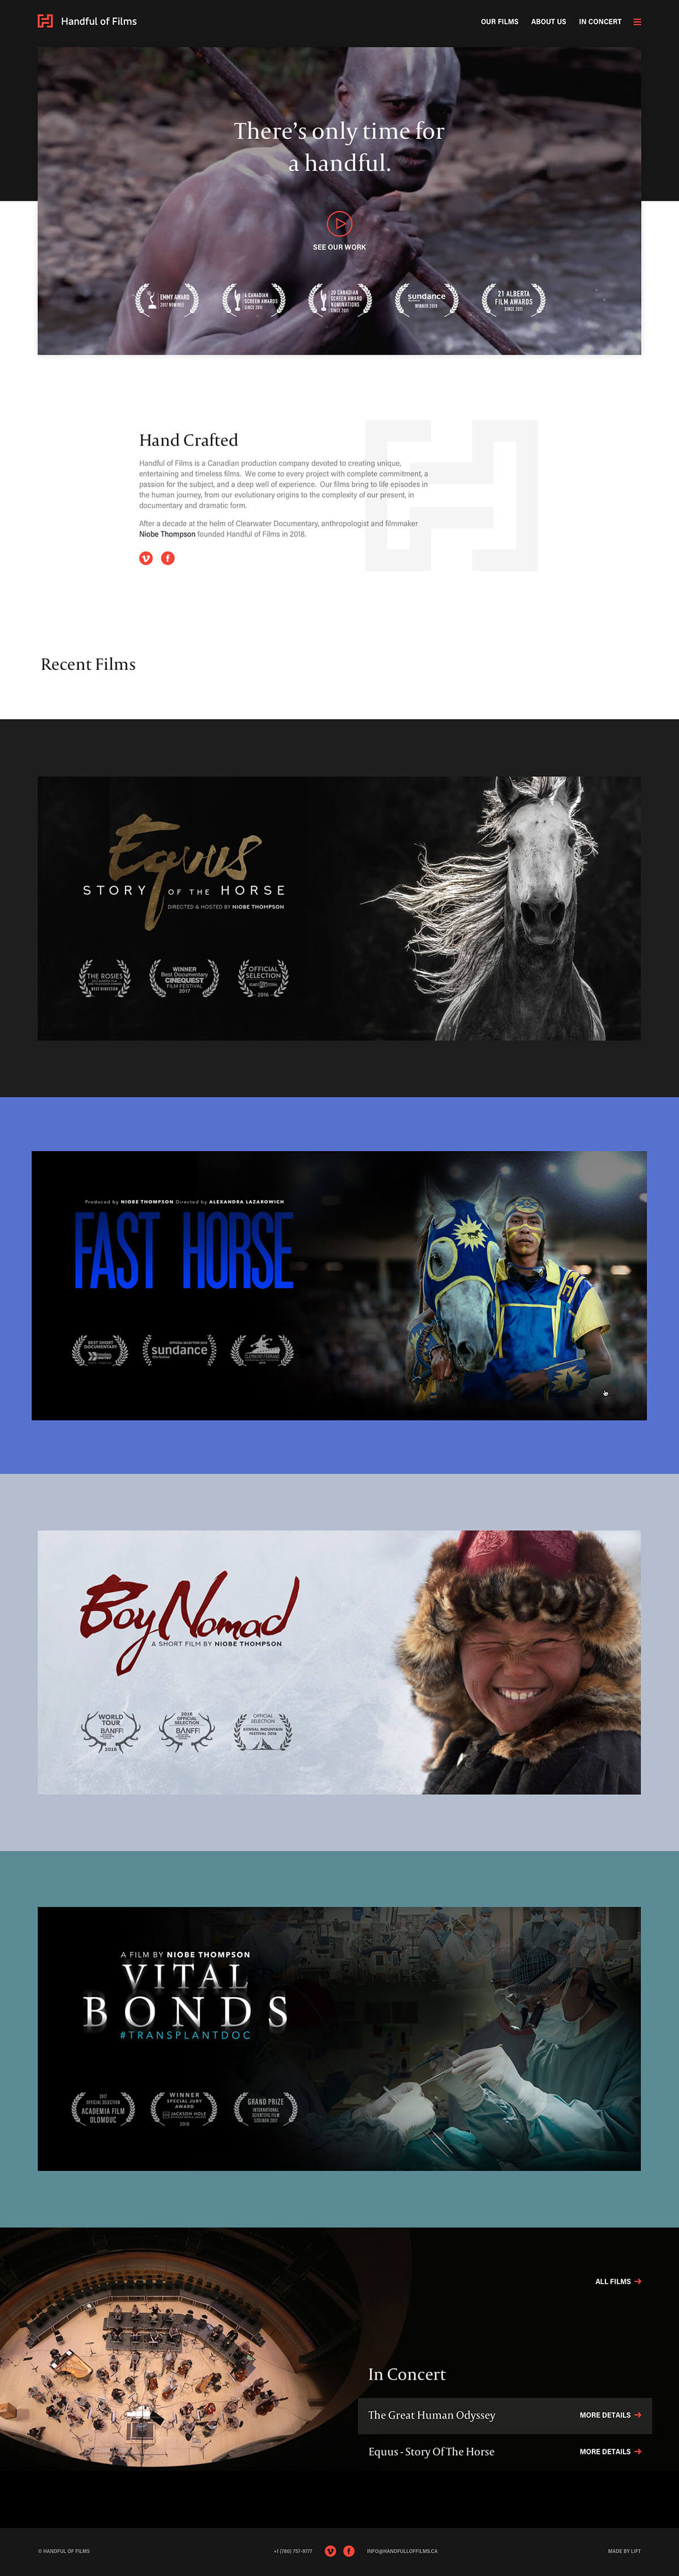 Handful of Films
OUR FILMS ABOUT US IN CONCERT
There's only time for
a handful.
SEE OUR WORK
EMMY AWARD
2017 NOMINEE
6 CANADIAN
SCREEN AWARDS
SINCE 2011
20 CANADIAN
SCREEN AWARD
NOMINATIONS
SINCE 2011
sundance
WINNER 2019
21 ALBERTA
FILM AWARDS
SINCE 2011
Hand Crafted
Handful of Films is a Canadian production company devoted to creating unique,
entertaining and timeless films. We come to every project with complete commitment, a
passion for the subject, and a deep well of experience. Our films bring to life episodes in
the human journey, from our evolutionary origins to the complexity of our present, in
documentary and dramatic form.
After a decade at the helm of Clearwater Documentary, anthropologist and filmmaker
Niobe Thompson founded Handful of Films in 2018.
Recent Films
Equus
STORY OF THE HORSE
DIRECTED & HOSTED BY NIOBE THOMPSON
THE ROSIES
BEST DIRECTOR
WINNER
Best Documentary
CINEQUEST
FILM FESTIVAL
2017
OFFICIAL
SELECTION
2016
Produced by NIOBE THOMPSON Directed by ALEXANDRA LAZAROWICH
FAST HORSE
BEST SHORT
DOCUMENTARY
sundance
Boy Nomad
A SHORT FILM BY NIOBE THOMPSON
WORLD
TOUR
BANFF
2018
2018
OFFICIAL
SELECTION
BANFF
OFFICIAL
SELECTION
KENDAL MOUNTAIN
FESTIVAL 2018
A FILM BY NIOBE THOMPSON
VITAL
BONDS
#TRANSPLANTDOC
2017
OFFICIAL SELECTION
ACADEMIA FILM
OLOMOUC
WINNER
SPECIAL JURY
AWARD
JACKSON HOLE
2016
GRAND PRIZE
INTERNATIONAL
SCIENTIFIC FILM
SZOLNOK 2017
ALL FILMS
In Concert
The Great Human Odyssey MORE DETAILS
Equus - Story Of The Horse MORE DETAILS
© HANDFUL OF FILMS
+1 (780) 757-9777
INFO@HANDFULLOFFILMS.CA
MADE BY LIFT